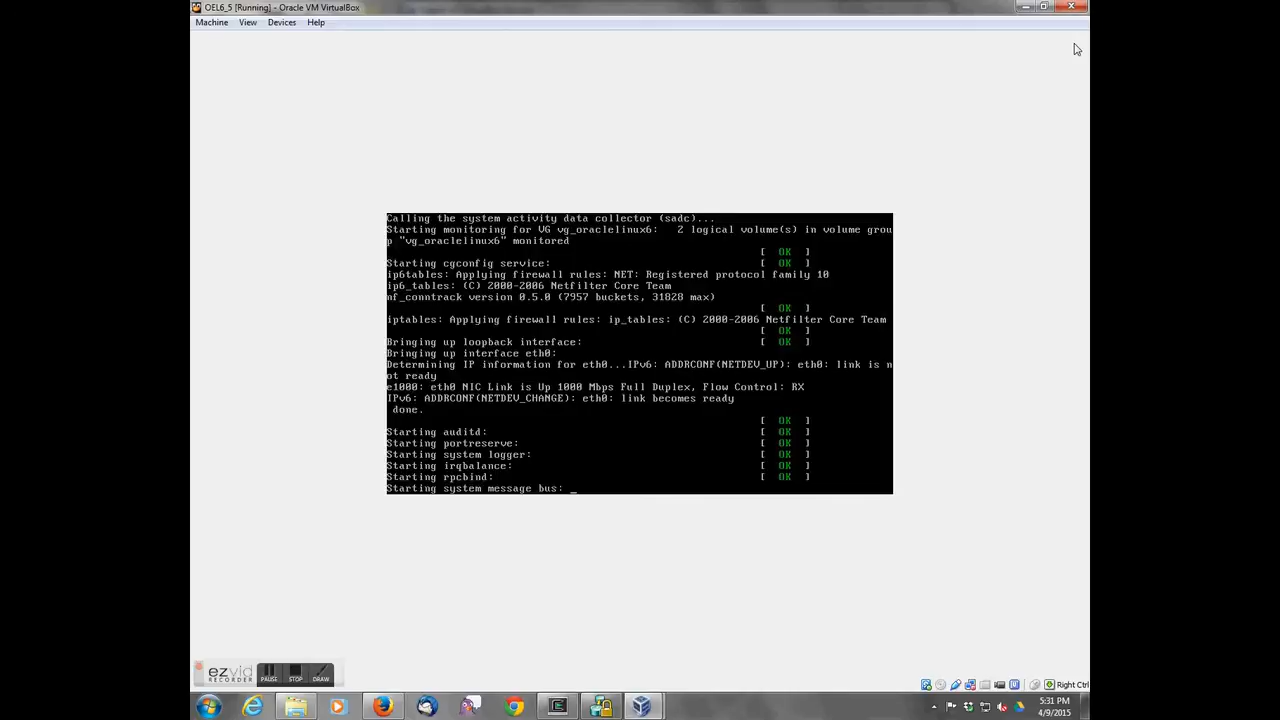 OEL6_5 [Running] - Oracle VM VirtualBox
Machine View Devices Help
Calling the system activity data collector (sadc)...
Starting monitoring for VG vg_oraclelinux6:   2 logical volume(s) in volume grou
p "vg_oraclelinux6" monitored
[  OK  ]
Starting cgconfig service: [  OK  ]
ip6tables: Applying firewall rules: NET: Registered protocol family 10
ip6_tables: (C) 2000-2006 Netfilter Core Team
nf_conntrack version 0.5.0 (7957 buckets, 31828 max)
[  OK  ]
iptables: Applying firewall rules: ip_tables: (C) 2000-2006 Netfilter Core Team
[  OK  ]
Bringing up loopback interface: [  OK  ]
Bringing up interface eth0:
Determining IP information for eth0...IPv6: ADDRCONF(NETDEV_UP): eth0: link is n
ot ready
e1000: eth0 NIC Link is Up 1000 Mbps Full Duplex, Flow Control: RX
IPv6: ADDRCONF(NETDEV_CHANGE): eth0: link becomes ready
done.
[  OK  ]
Starting auditd: [  OK  ]
Starting portreserve: [  OK  ]
Starting system logger: [  OK  ]
Starting irqbalance: [  OK  ]
Starting rpcbind: [  OK  ]
Starting system message bus: _
ezvid
RECORDER
PAUSE STOP DRAW
Right Ctrl
5:31 PM
4/9/2015